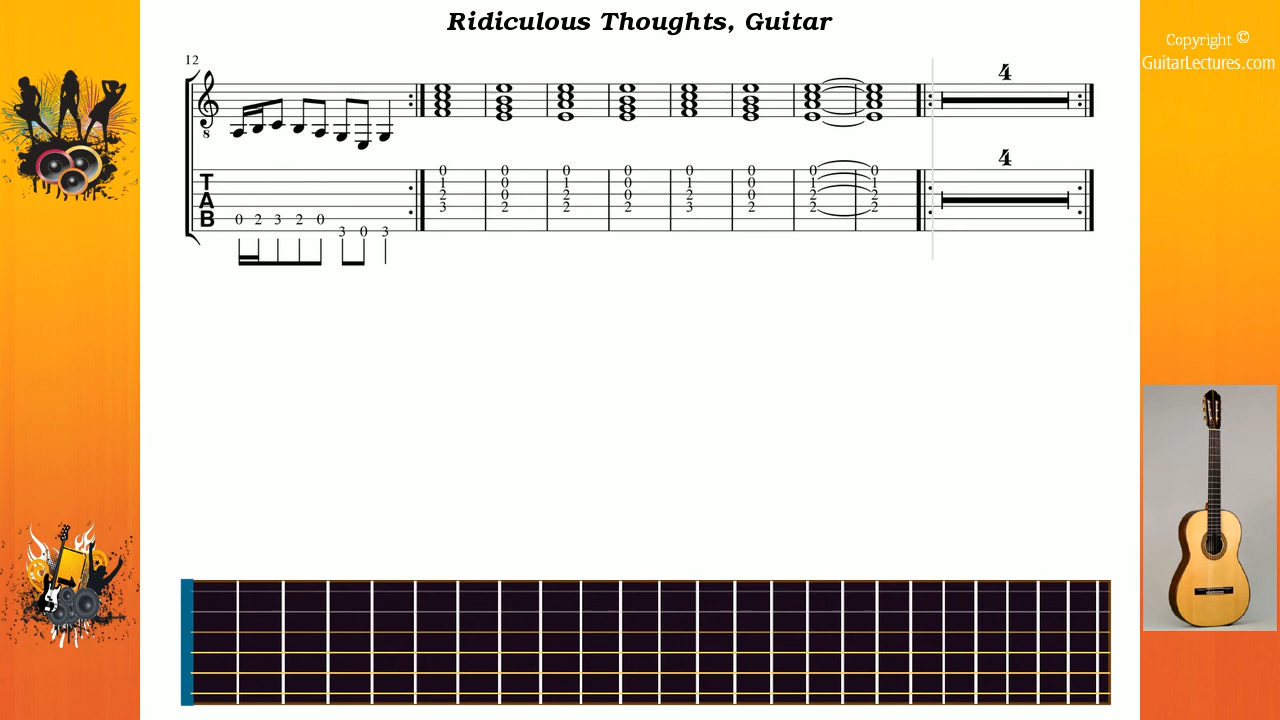 Ridiculous Thoughts, Guitar
Copyright ©
GuitarLectures.com
12
4
8
4
T
A
B
0 1 0 0 0 1 0 0
1 0 1 0 1 0 1 1
2 0 2 0 2 0 2 2
3 2 2 2 3 2 2 2
0 2 3 2 0
3 0 3